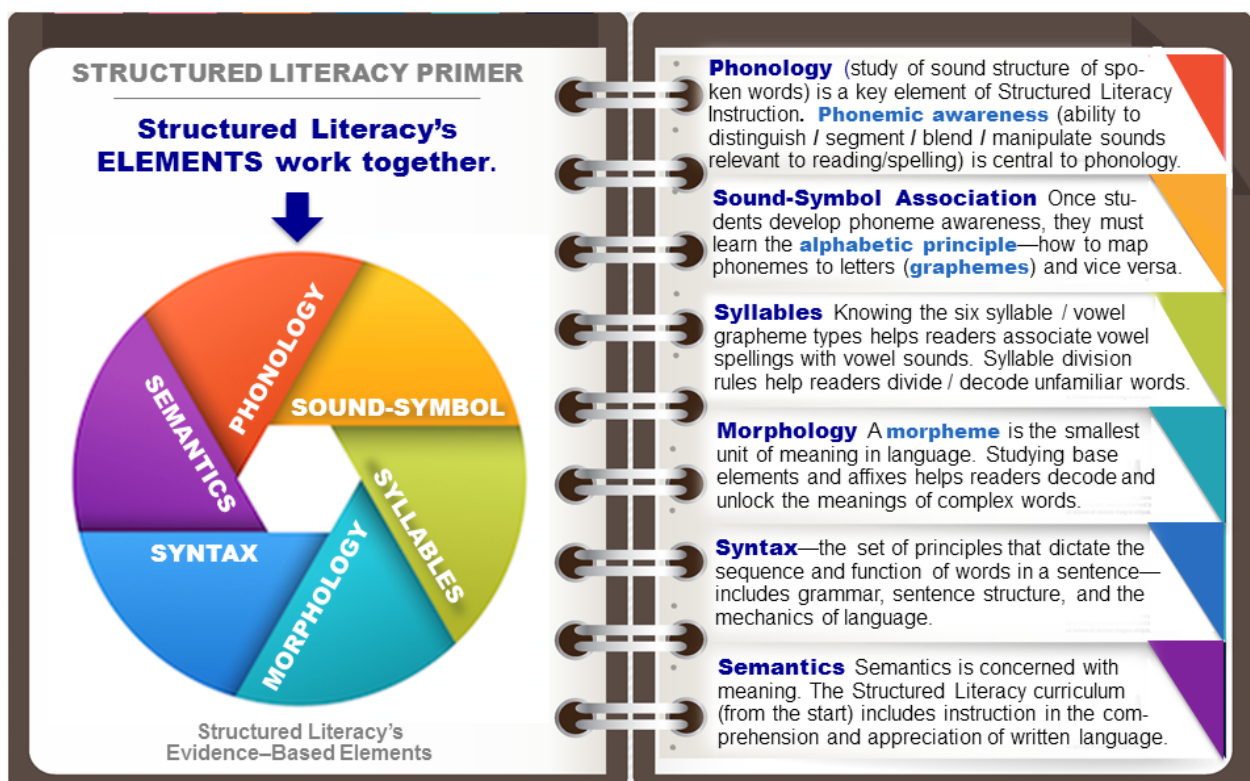 STRUCTURED LITERACY PRIMER
Structured Literacy's
ELEMENTS work together.
PHONOLOGY
SOUND-SYMBOL
SYLLABLES
MORPHOLOGY
SYNTAX
SEMANTICS
Structured Literacy's
Evidence–Based Elements
Phonology (study of sound structure of spo-
ken words) is a key element of Structured Literacy
Instruction. Phonemic awareness (ability to
distinguish / segment / blend / manipulate sounds
relevant to reading/spelling) is central to phonology.
Sound-Symbol Association Once stu-
dents develop phoneme awareness, they must
learn the alphabetic principle—how to map
phonemes to letters (graphemes) and vice versa.
Syllables Knowing the six syllable / vowel
grapheme types helps readers associate vowel
spellings with vowel sounds. Syllable division
rules help readers divide / decode unfamiliar words.
Morphology A morpheme is the smallest
unit of meaning in language. Studying base
elements and affixes helps readers decode and
unlock the meanings of complex words.
Syntax—the set of principles that dictate the
sequence and function of words in a sentence—
includes grammar, sentence structure, and the
mechanics of language.
Semantics Semantics is concerned with
meaning. The Structured Literacy curriculum
(from the start) includes instruction in the com-
prehension and appreciation of written language.